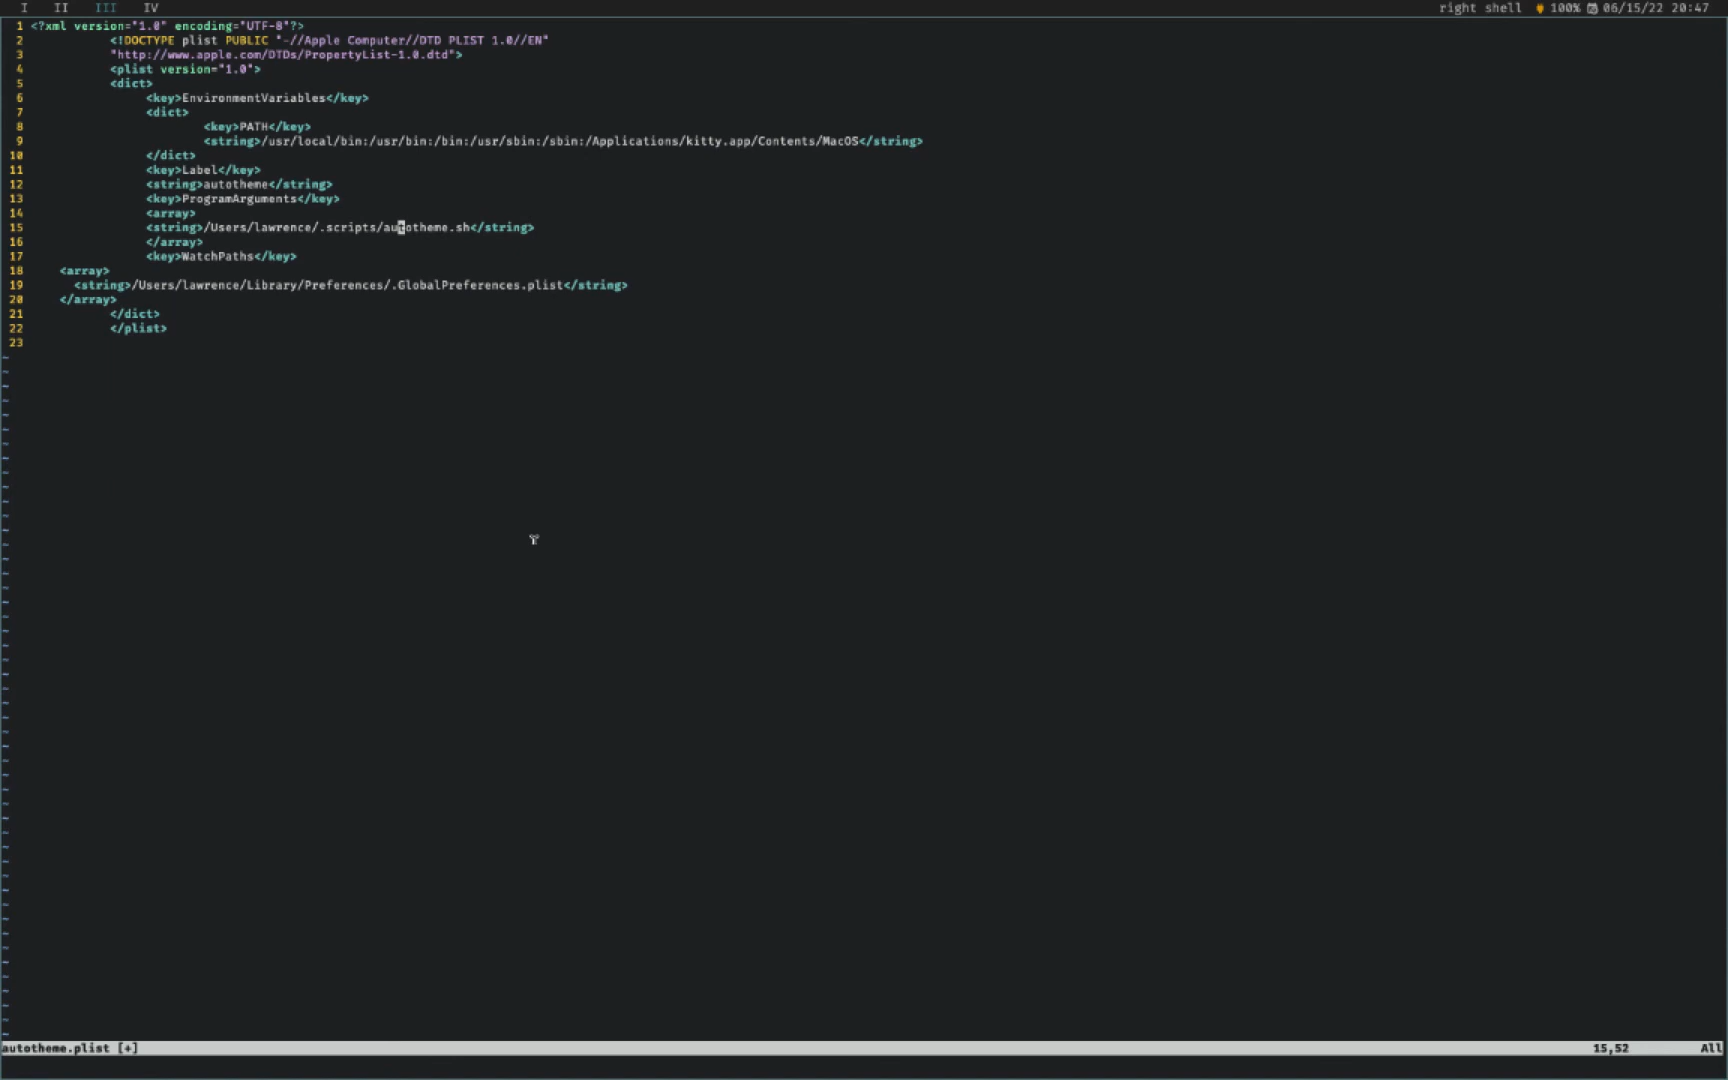 I II III IV right shell 100% 06/15/22 20:47
1 <?xml version="1.0" encoding="UTF-8"?>
2 <!DOCTYPE plist PUBLIC "-//Apple Computer//DTD PLIST 1.0//EN"
3 "http://www.apple.com/DTDs/PropertyList-1.0.dtd">
4 <plist version="1.0">
5 <dict>
6 <key>EnvironmentVariables</key>
7 <dict>
8 <key>PATH</key>
9 <string>/usr/local/bin:/usr/bin:/bin:/usr/sbin:/sbin:/Applications/kitty.app/Contents/MacOS</string>
10 </dict>
11 <key>Label</key>
12 <string>autotheme</string>
13 <key>ProgramArguments</key>
14 <array>
15 <string>/Users/lawrence/.scripts/autotheme.sh</string>
16 </array>
17 <key>WatchPaths</key>
18 <array>
19 <string>/Users/lawrence/Library/Preferences/.GlobalPreferences.plist</string>
20 </array>
21 </dict>
22 </plist>
23
autotheme.plist [+] 15,52 All